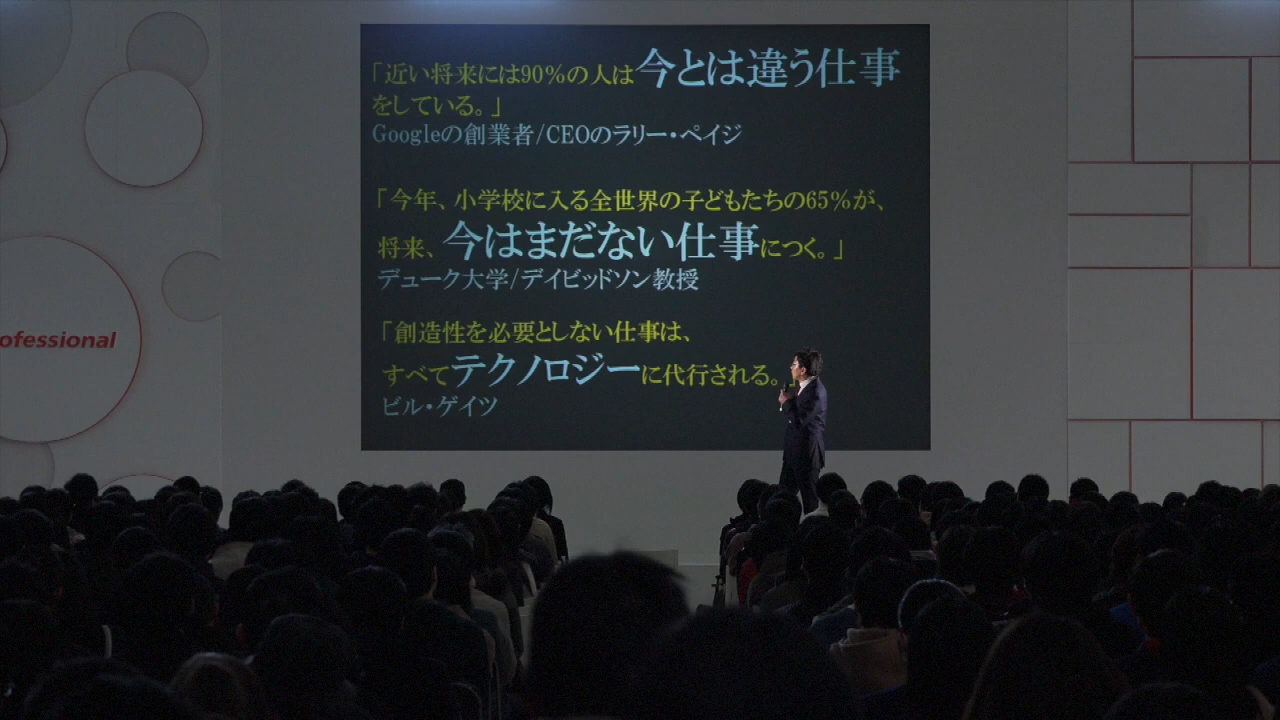 「近い将来には90%の人は今とは違う仕事
をしている。」
Googleの創業者/CEOのラリー・ペイジ
「今年、小学校に入る全世界の子どもたちの65%が、
将来、今はまだない仕事につく。」
デューク大学/デイビッドソン教授
「創造性を必要としない仕事は、
すべてテクノロジーに代行される。
ビル・ゲイツ
ofessional